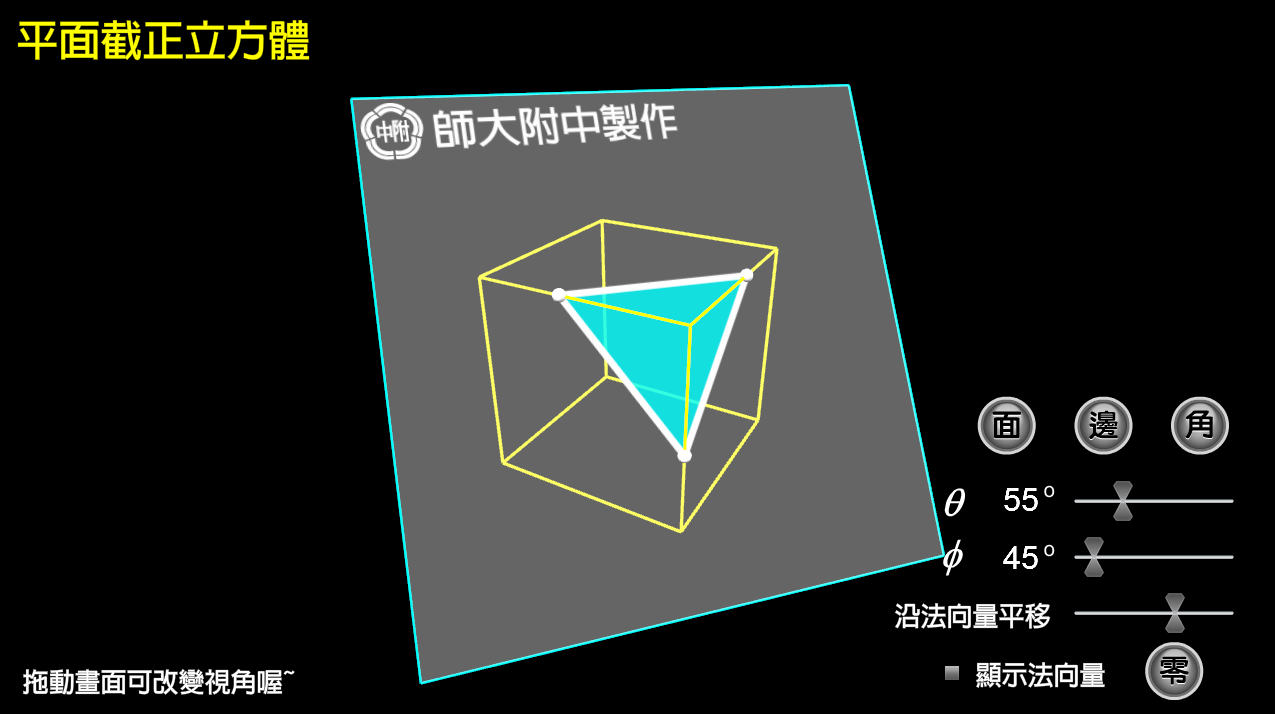 平面截正立方體
中附 師大附中製作
面 邊 角
θ 55°
ϕ 45°
沿法向量平移
顯示法向量 零
拖動畫面可改變視角喔~